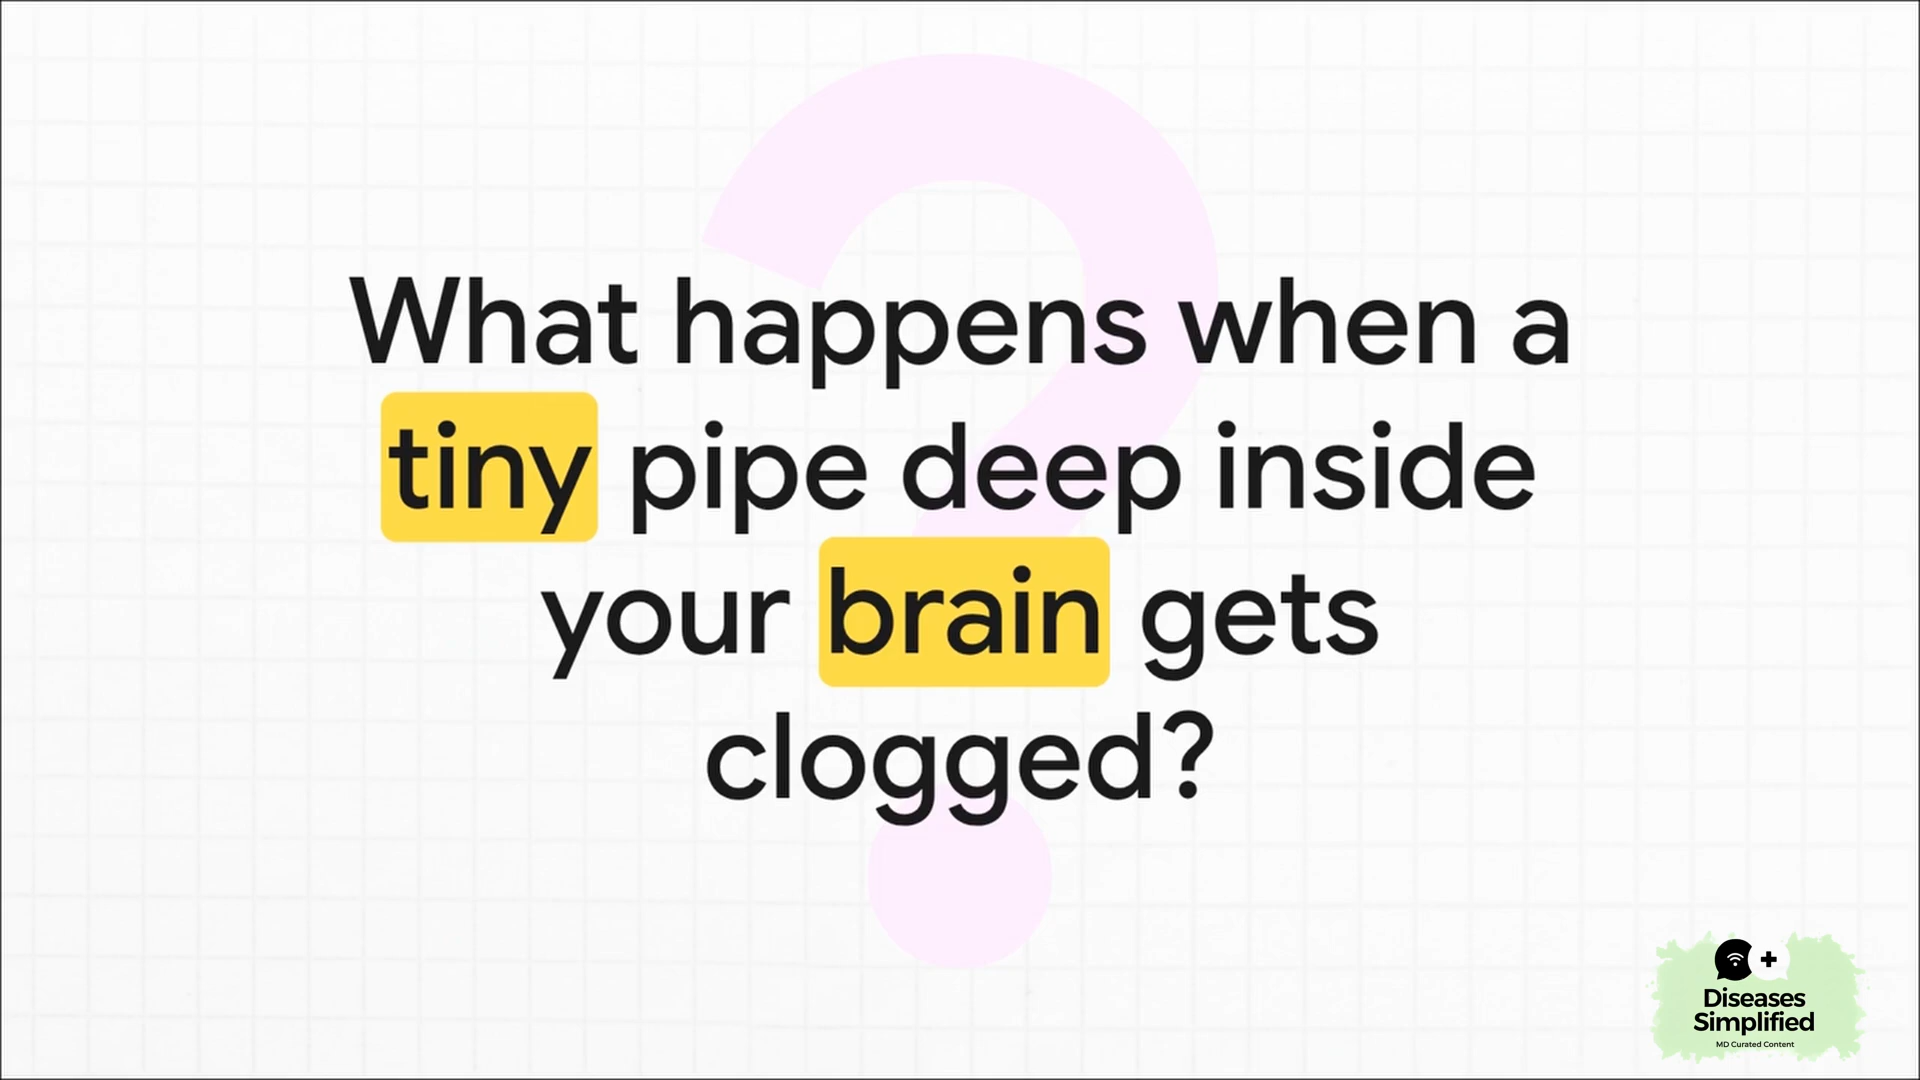 What happens when a
tiny pipe deep inside
your brain gets
clogged?
Diseases
Simplified
MD Curated Content